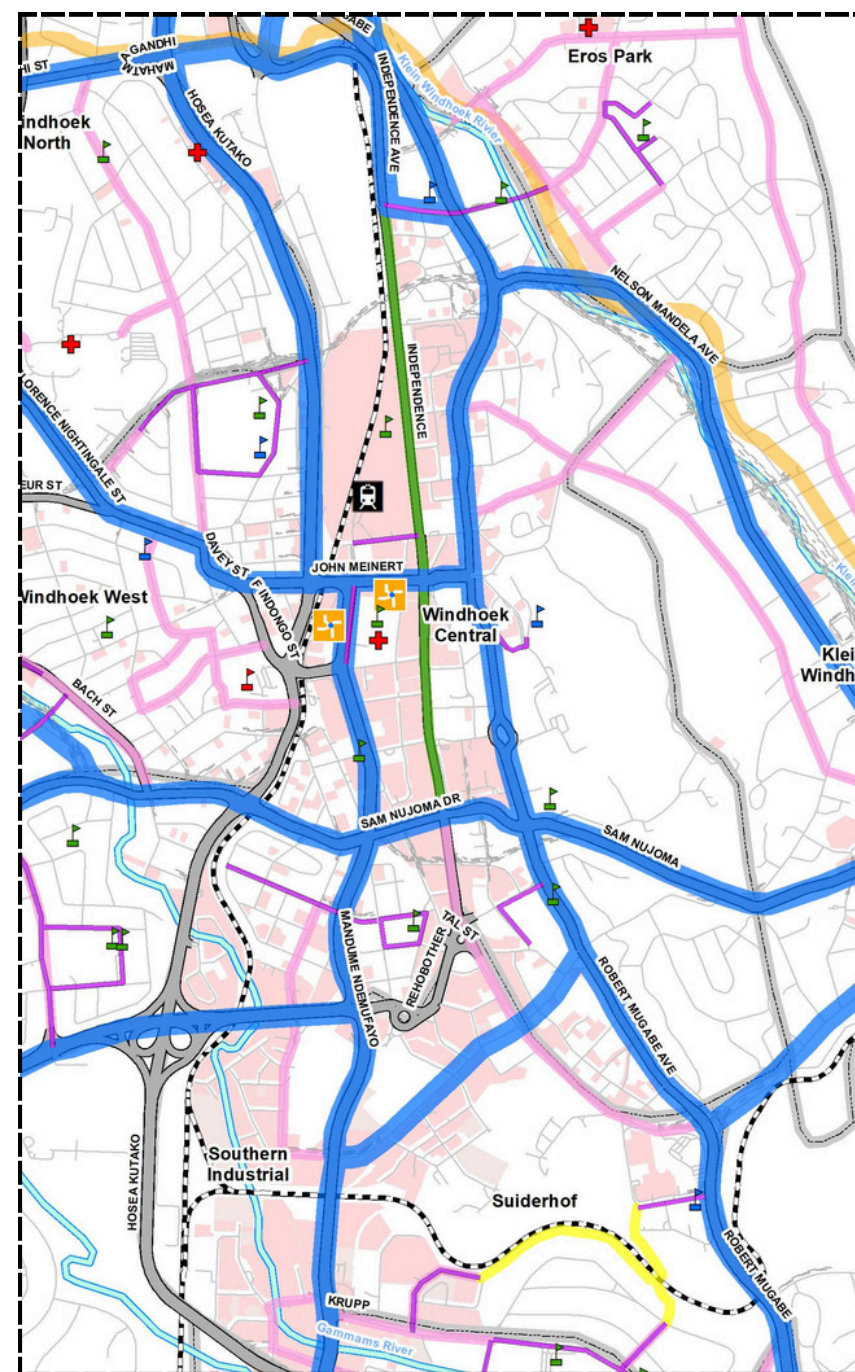 GABE
GANDHI
HI ST
MAHATMA
Eros Park
Klein Windhoek Rivier
INDEPENDENCE AVE
HOSEA KUTAKO
indhoek
North
NELSON MANDELA AVE
INDEPENDENCE
LORENCE NIGHTINGALE ST
EUR ST
DAVEY ST
F INDONGO ST
JOHN MEINERT
Windhoek
Central
Windhoek West
Klei
Windh
BACH ST
SAM NUJOMA DR
SAM NUJOMA
TAL ST
REHOBOTHER
MANDUME NDEMUFAYO
ROBERT MUGABE AVE
Southern
Industrial
HOSEA KUTAKO
Suiderhof
ROBERT MUGABE
KRUPP
Gammams River